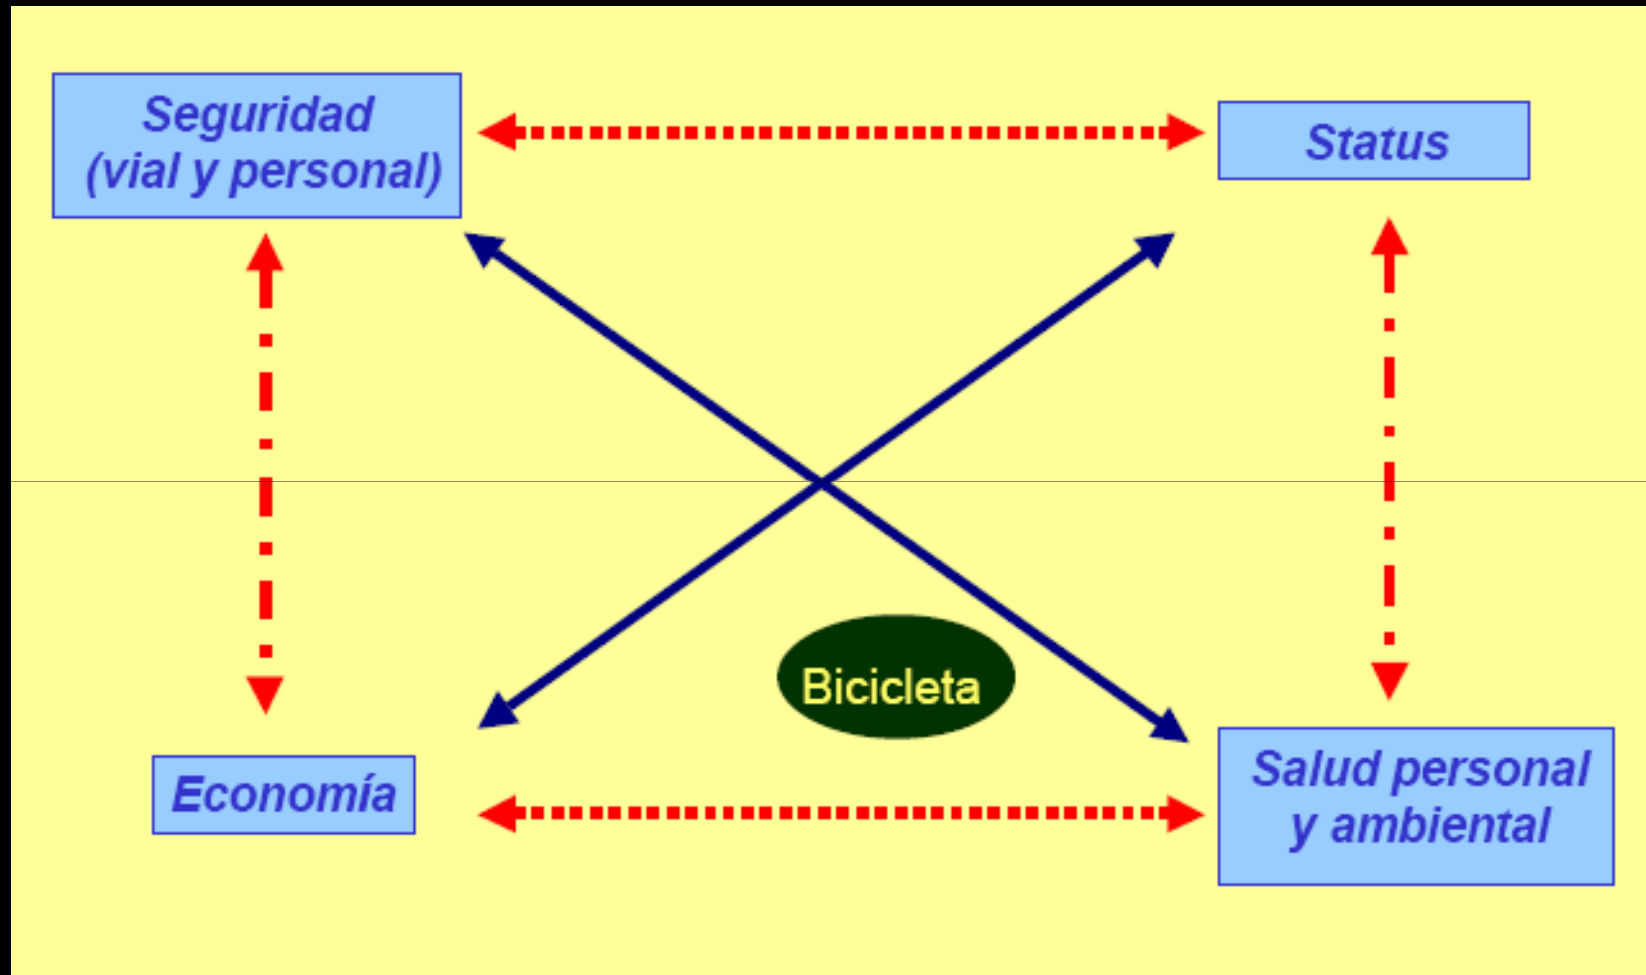 Seguridad
(vial y personal)
Status
Bicicleta
Economía
Salud personal
y ambiental